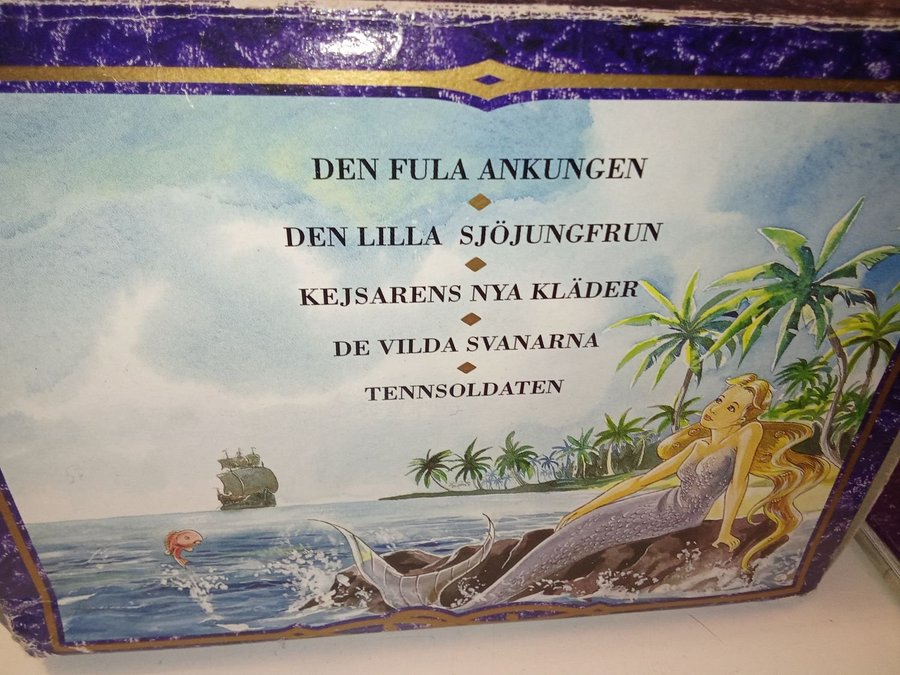 DEN FULA ANKUNGEN
DEN LILLA SJÖJUNGFRUN
KEJSARENS NYA KLÄDER
DE VILDA SVANARNA
TENNSOLDATEN